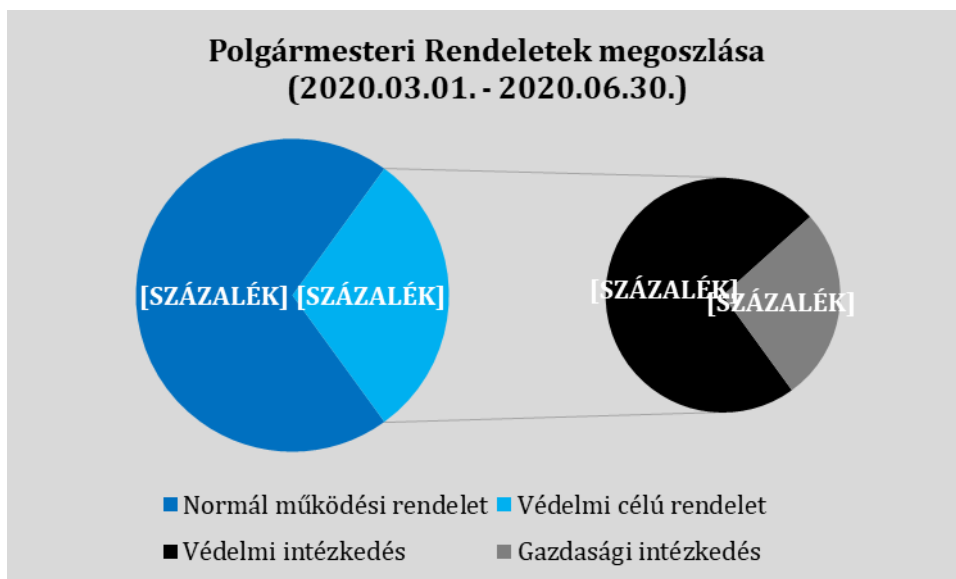 Polgármesteri Rendeletek megoszlása
(2020.03.01. - 2020.06.30.)
[SZÁZALÉK] [SZÁZALÉK]
[SZÁZALÉK]
[SZÁZALÉK]
Normál működési rendelet Védelmi célú rendelet
Védelmi intézkedés Gazdasági intézkedés